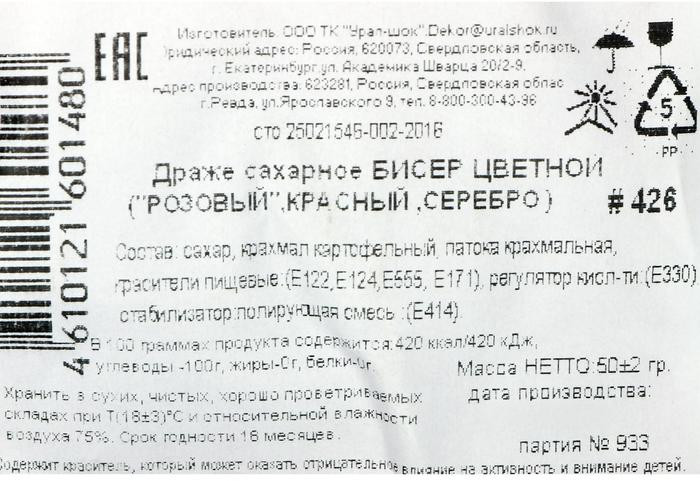 EAC
Изготовитель: ООО ТК "Урал-шок".Dekor@uralshok.ru
Юридический адрес: Россия, 620073, Свердловская область,
г. Екатеринбург,ул. Академика Шварца 20/2-9.
Адрес производства: 623281, Россия, Свердловская облас
г.Ревда, ул.Ярославского 9, тел. 8-800-300-43-96
сто 25021546-002-2016
5
PP
Драже сахарное БИСЕР ЦВЕТНОЙ
("РОЗОВЫЙ",КРАСНЫЙ ,СЕРЕБРО)
# 426
4 610121 601480
Состав: сахар, крахмал картофельный, патока крахмальная,
красители пищевые:(Е122,Е124,Е555, Е171), регулятор кисл-ти:(Е330)
стабилизатор:полирующая смесь :(Е414).
В 100 граммах продукта содержится:420 ккал/420 кДж,
углеводы -100г, жиры-0г, белки-0г.
Масса НЕТТО:50±2 гр.
дата производства:
Хранить в сухих, чистых, хорошо проветриваемых
складах при Т(18±3)°С и относительной влажности
воздуха 75%. Срок годности 18 месяцев.
партия № 933
Содержит краситель, который может оказать отрицательное влияние на активность и внимание детей.